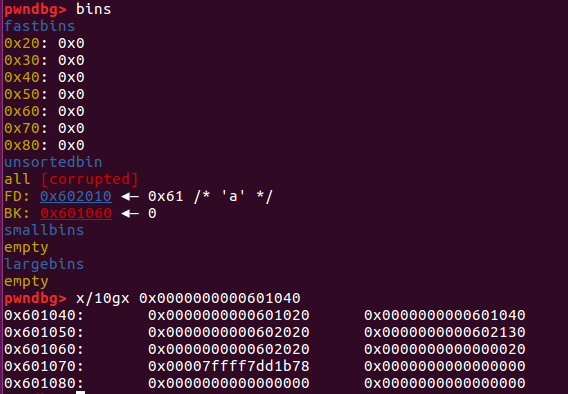 pwndbg> bins
fastbins
0x20: 0x0
0x30: 0x0
0x40: 0x0
0x50: 0x0
0x60: 0x0
0x70: 0x0
0x80: 0x0
unsortedbin
all [corrupted]
FD: 0x602010 ◂— 0x61 /* 'a' */
BK: 0x601060 ◂— 0
smallbins
empty
largebins
empty
pwndbg> x/10gx 0x0000000000601040
0x601040: 0x0000000000601020 0x0000000000601040
0x601050: 0x0000000000602020 0x0000000000602130
0x601060: 0x0000000000602020 0x0000000000000020
0x601070: 0x00007ffff7dd1b78 0x0000000000000000
0x601080: 0x0000000000000000 0x0000000000000000